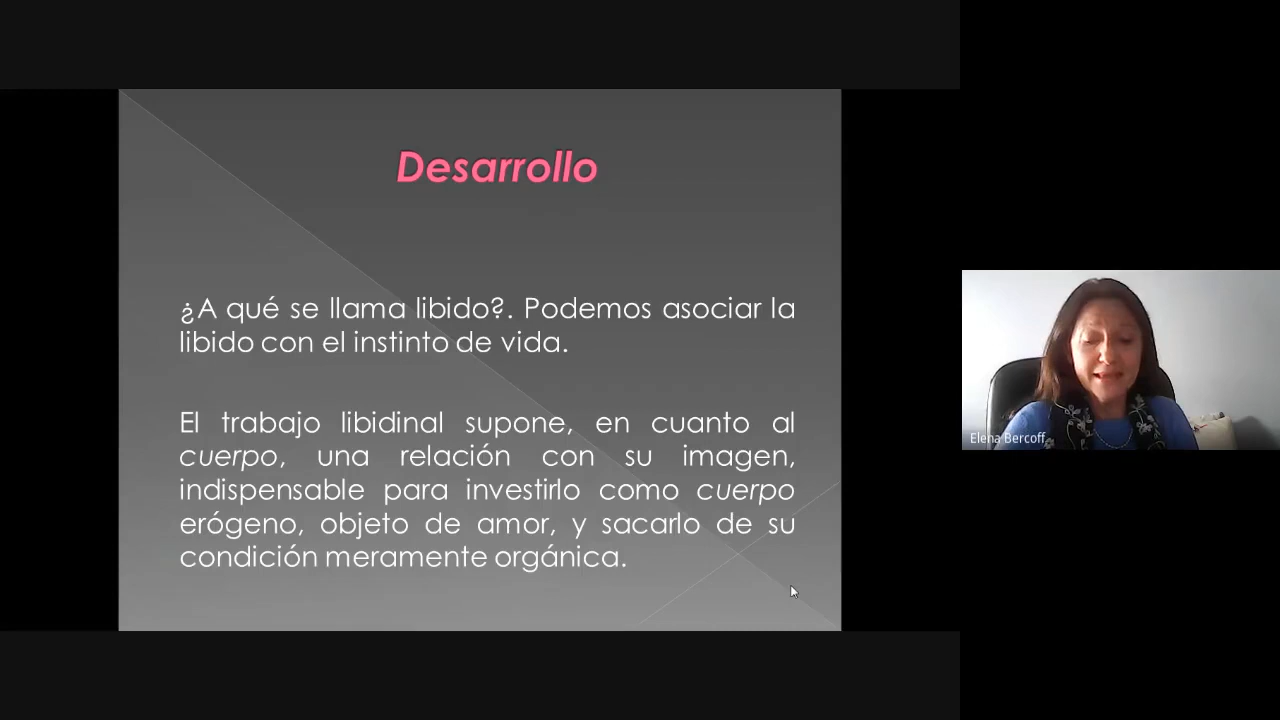 Desarrollo
¿A qué se llama libido?. Podemos asociar la
libido con el instinto de vida.
El trabajo libidinal supone, en cuanto al
cuerpo, una relación con su imagen,
indispensable para investirlo como cuerpo
erógeno, objeto de amor, y sacarlo de su
condición meramente orgánica.
Elena Bercoff